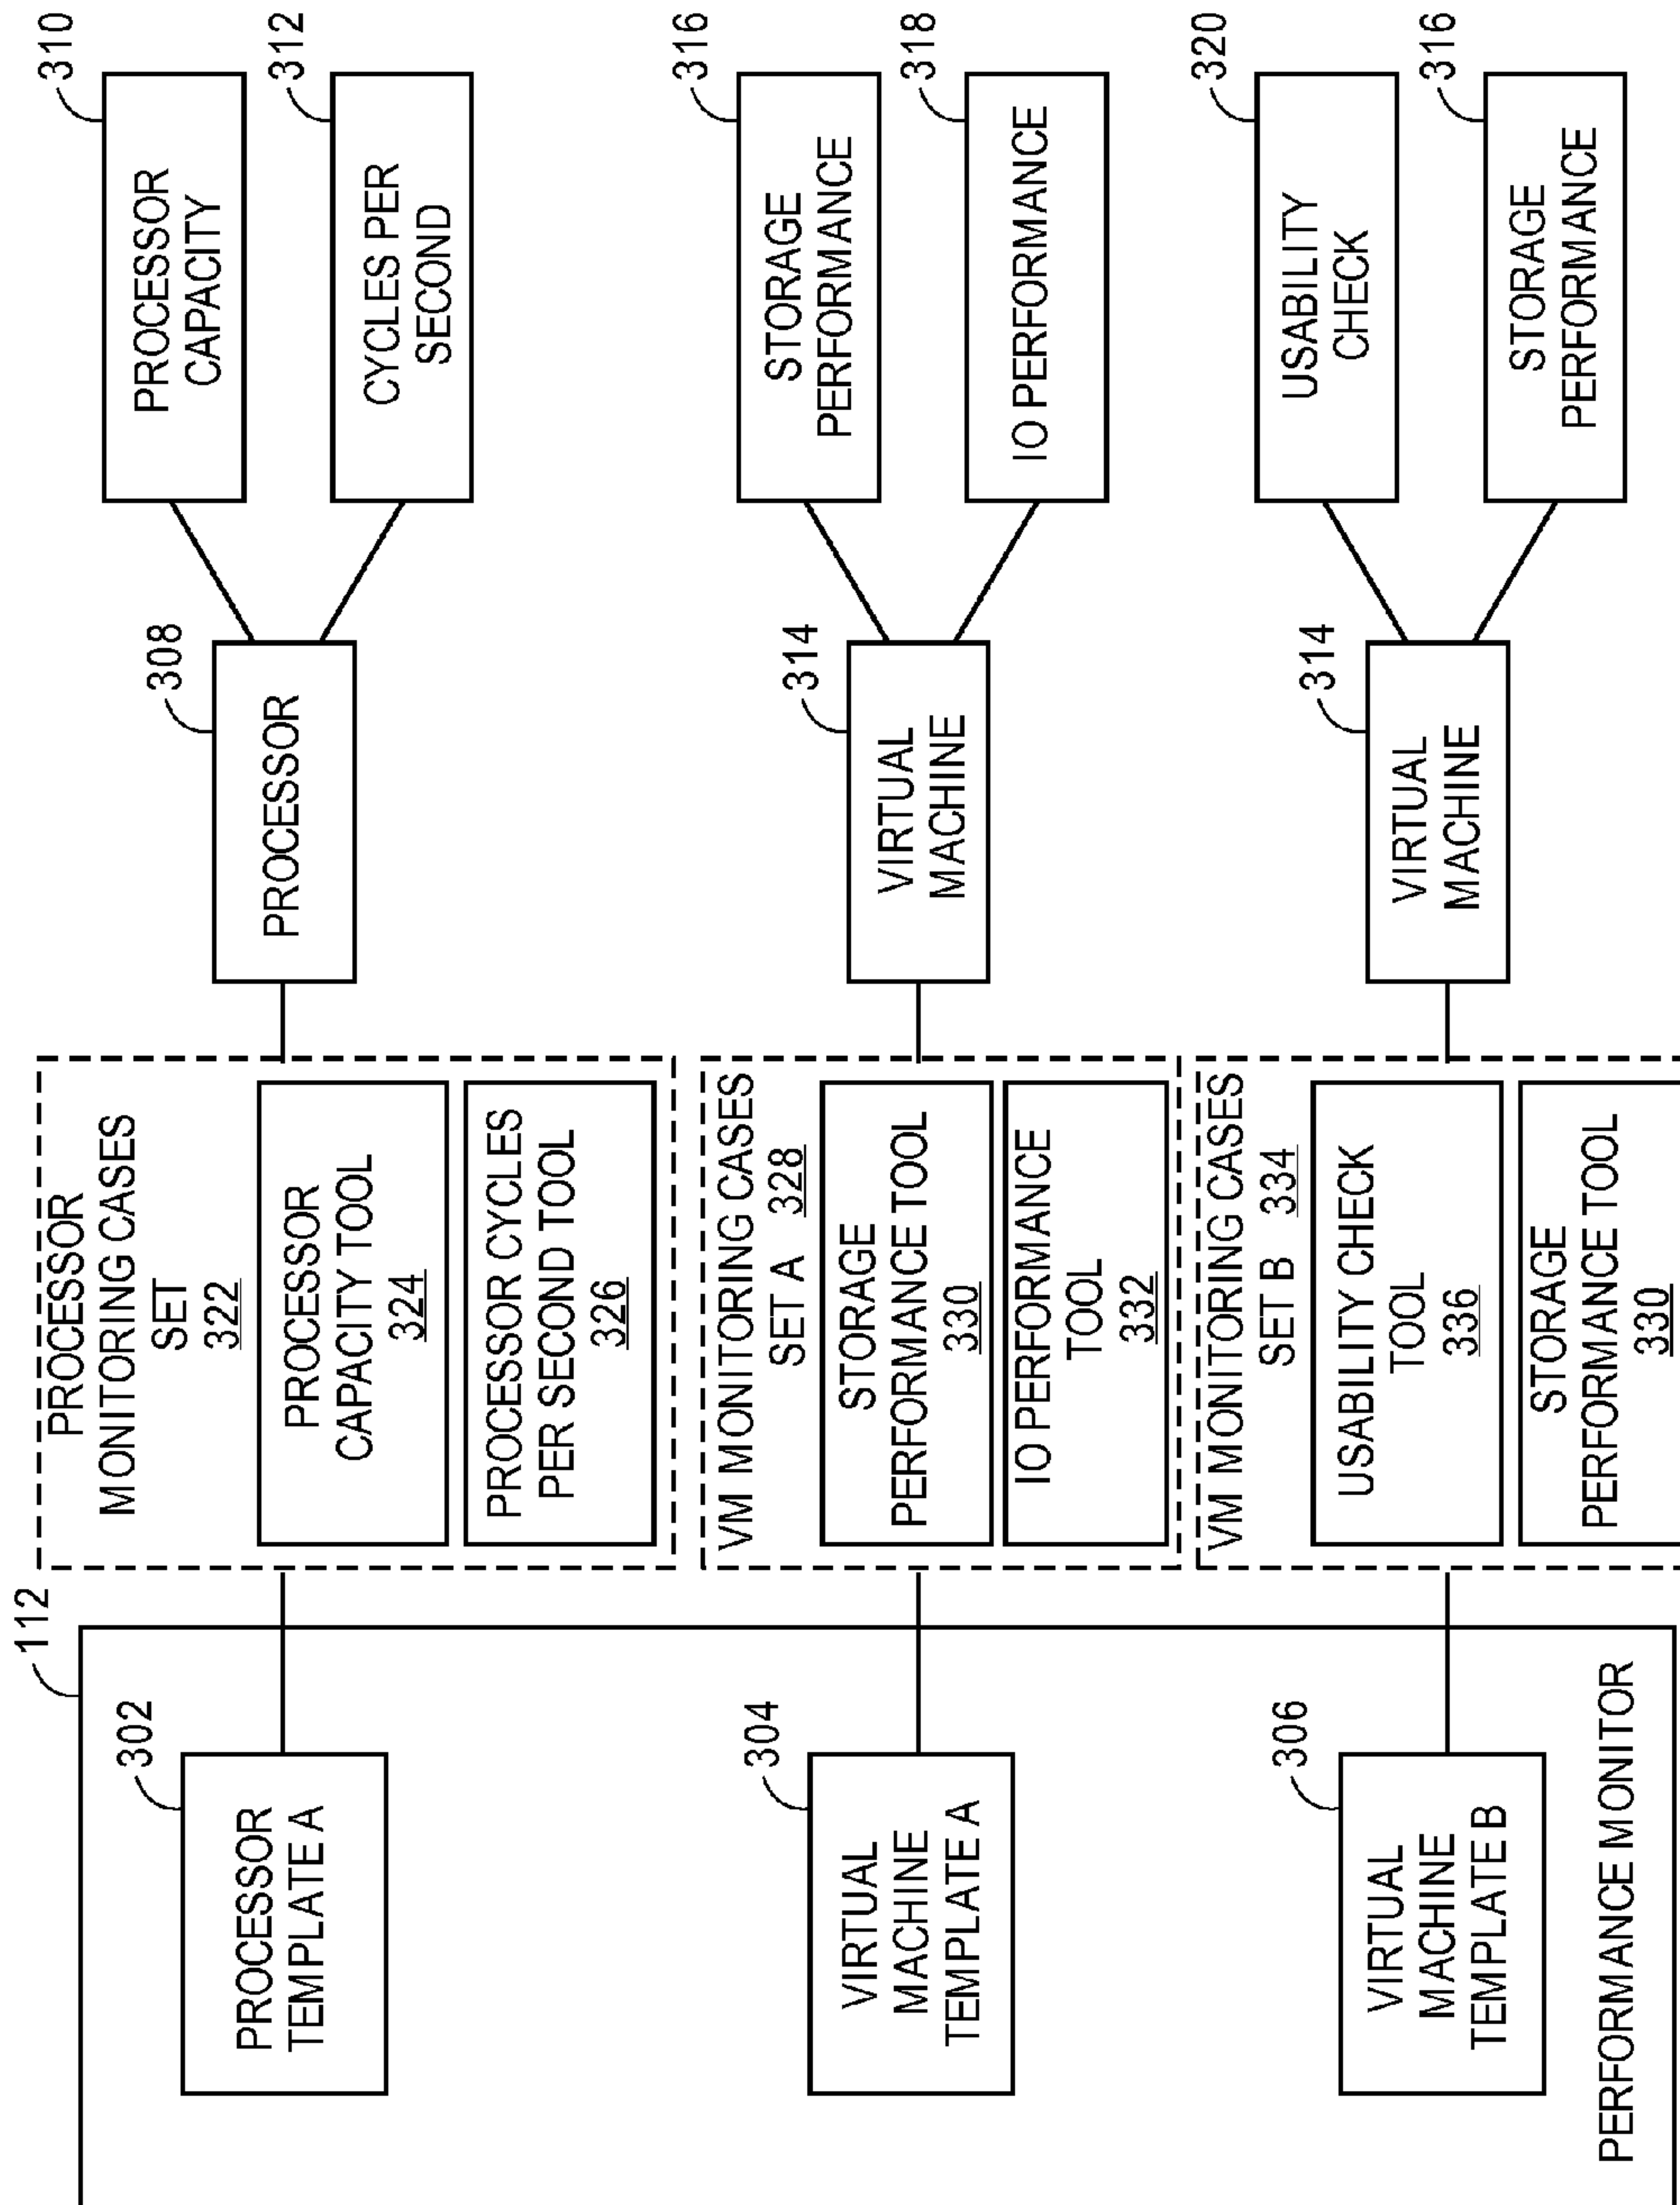 112
302
PROCESSOR
TEMPLATE A
304
VIRTUAL
MACHINE
TEMPLATE A
306
VIRTUAL
MACHINE
TEMPLATE B
PERFORMANCE MONITOR
PROCESSOR
MONITORING CASES
SET
322
PROCESSOR
CAPACITY TOOL
324
PROCESSOR CYCLES
PER SECOND TOOL
326
VM MONITORING CASES
SET A 328
STORAGE
PERFORMANCE TOOL
330
IO PERFORMANCE
TOOL
332
VM MONITORING CASES
SET B 334
USABILITY CHECK
TOOL
336
STORAGE
PERFORMANCE TOOL
330
308
PROCESSOR
314
VIRTUAL
MACHINE
314
VIRTUAL
MACHINE
310
PROCESSOR
CAPACITY
312
CYCLES PER
SECOND
316
STORAGE
PERFORMANCE
318
IO PERFORMANCE
320
USABILITY
CHECK
316
STORAGE
PERFORMANCE